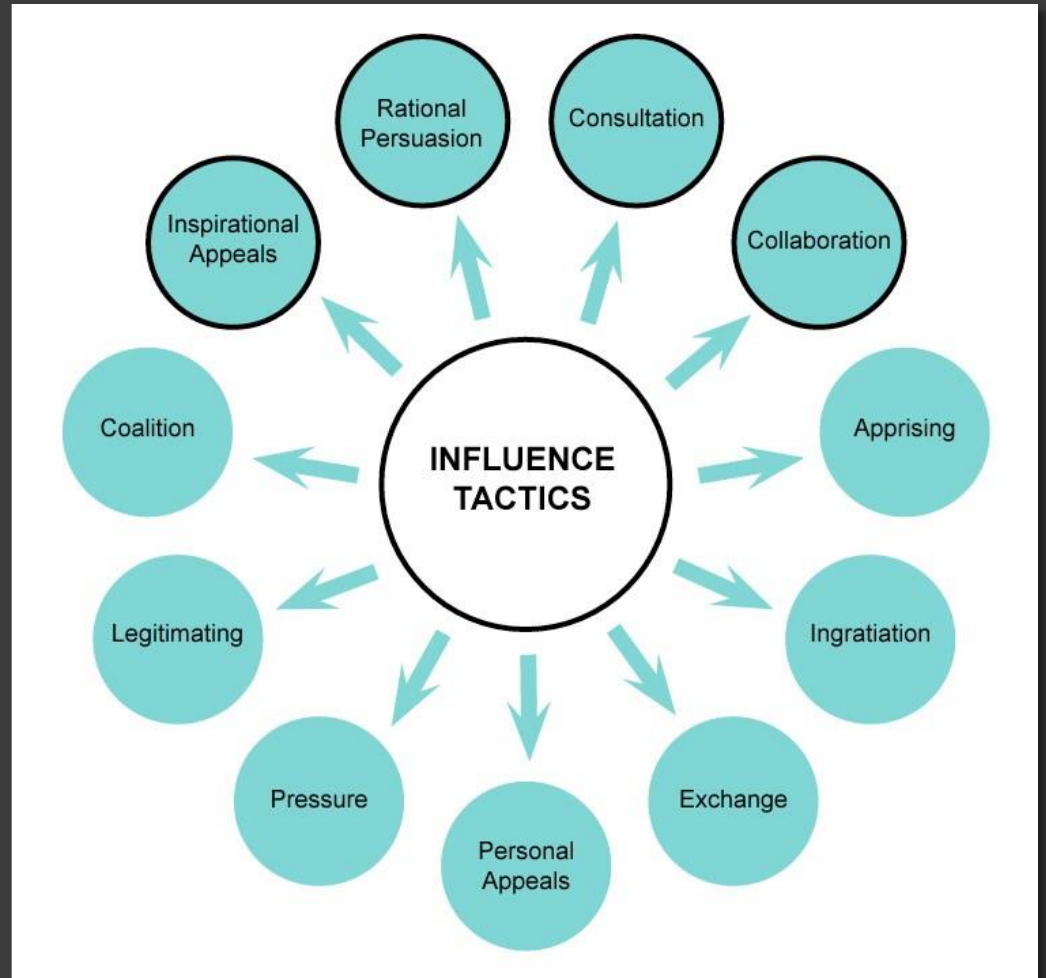 INFLUENCE
TACTICS
Rational
Persuasion
Consultation
Collaboration
Apprising
Ingratiation
Exchange
Personal
Appeals
Pressure
Legitimating
Coalition
Inspirational
Appeals